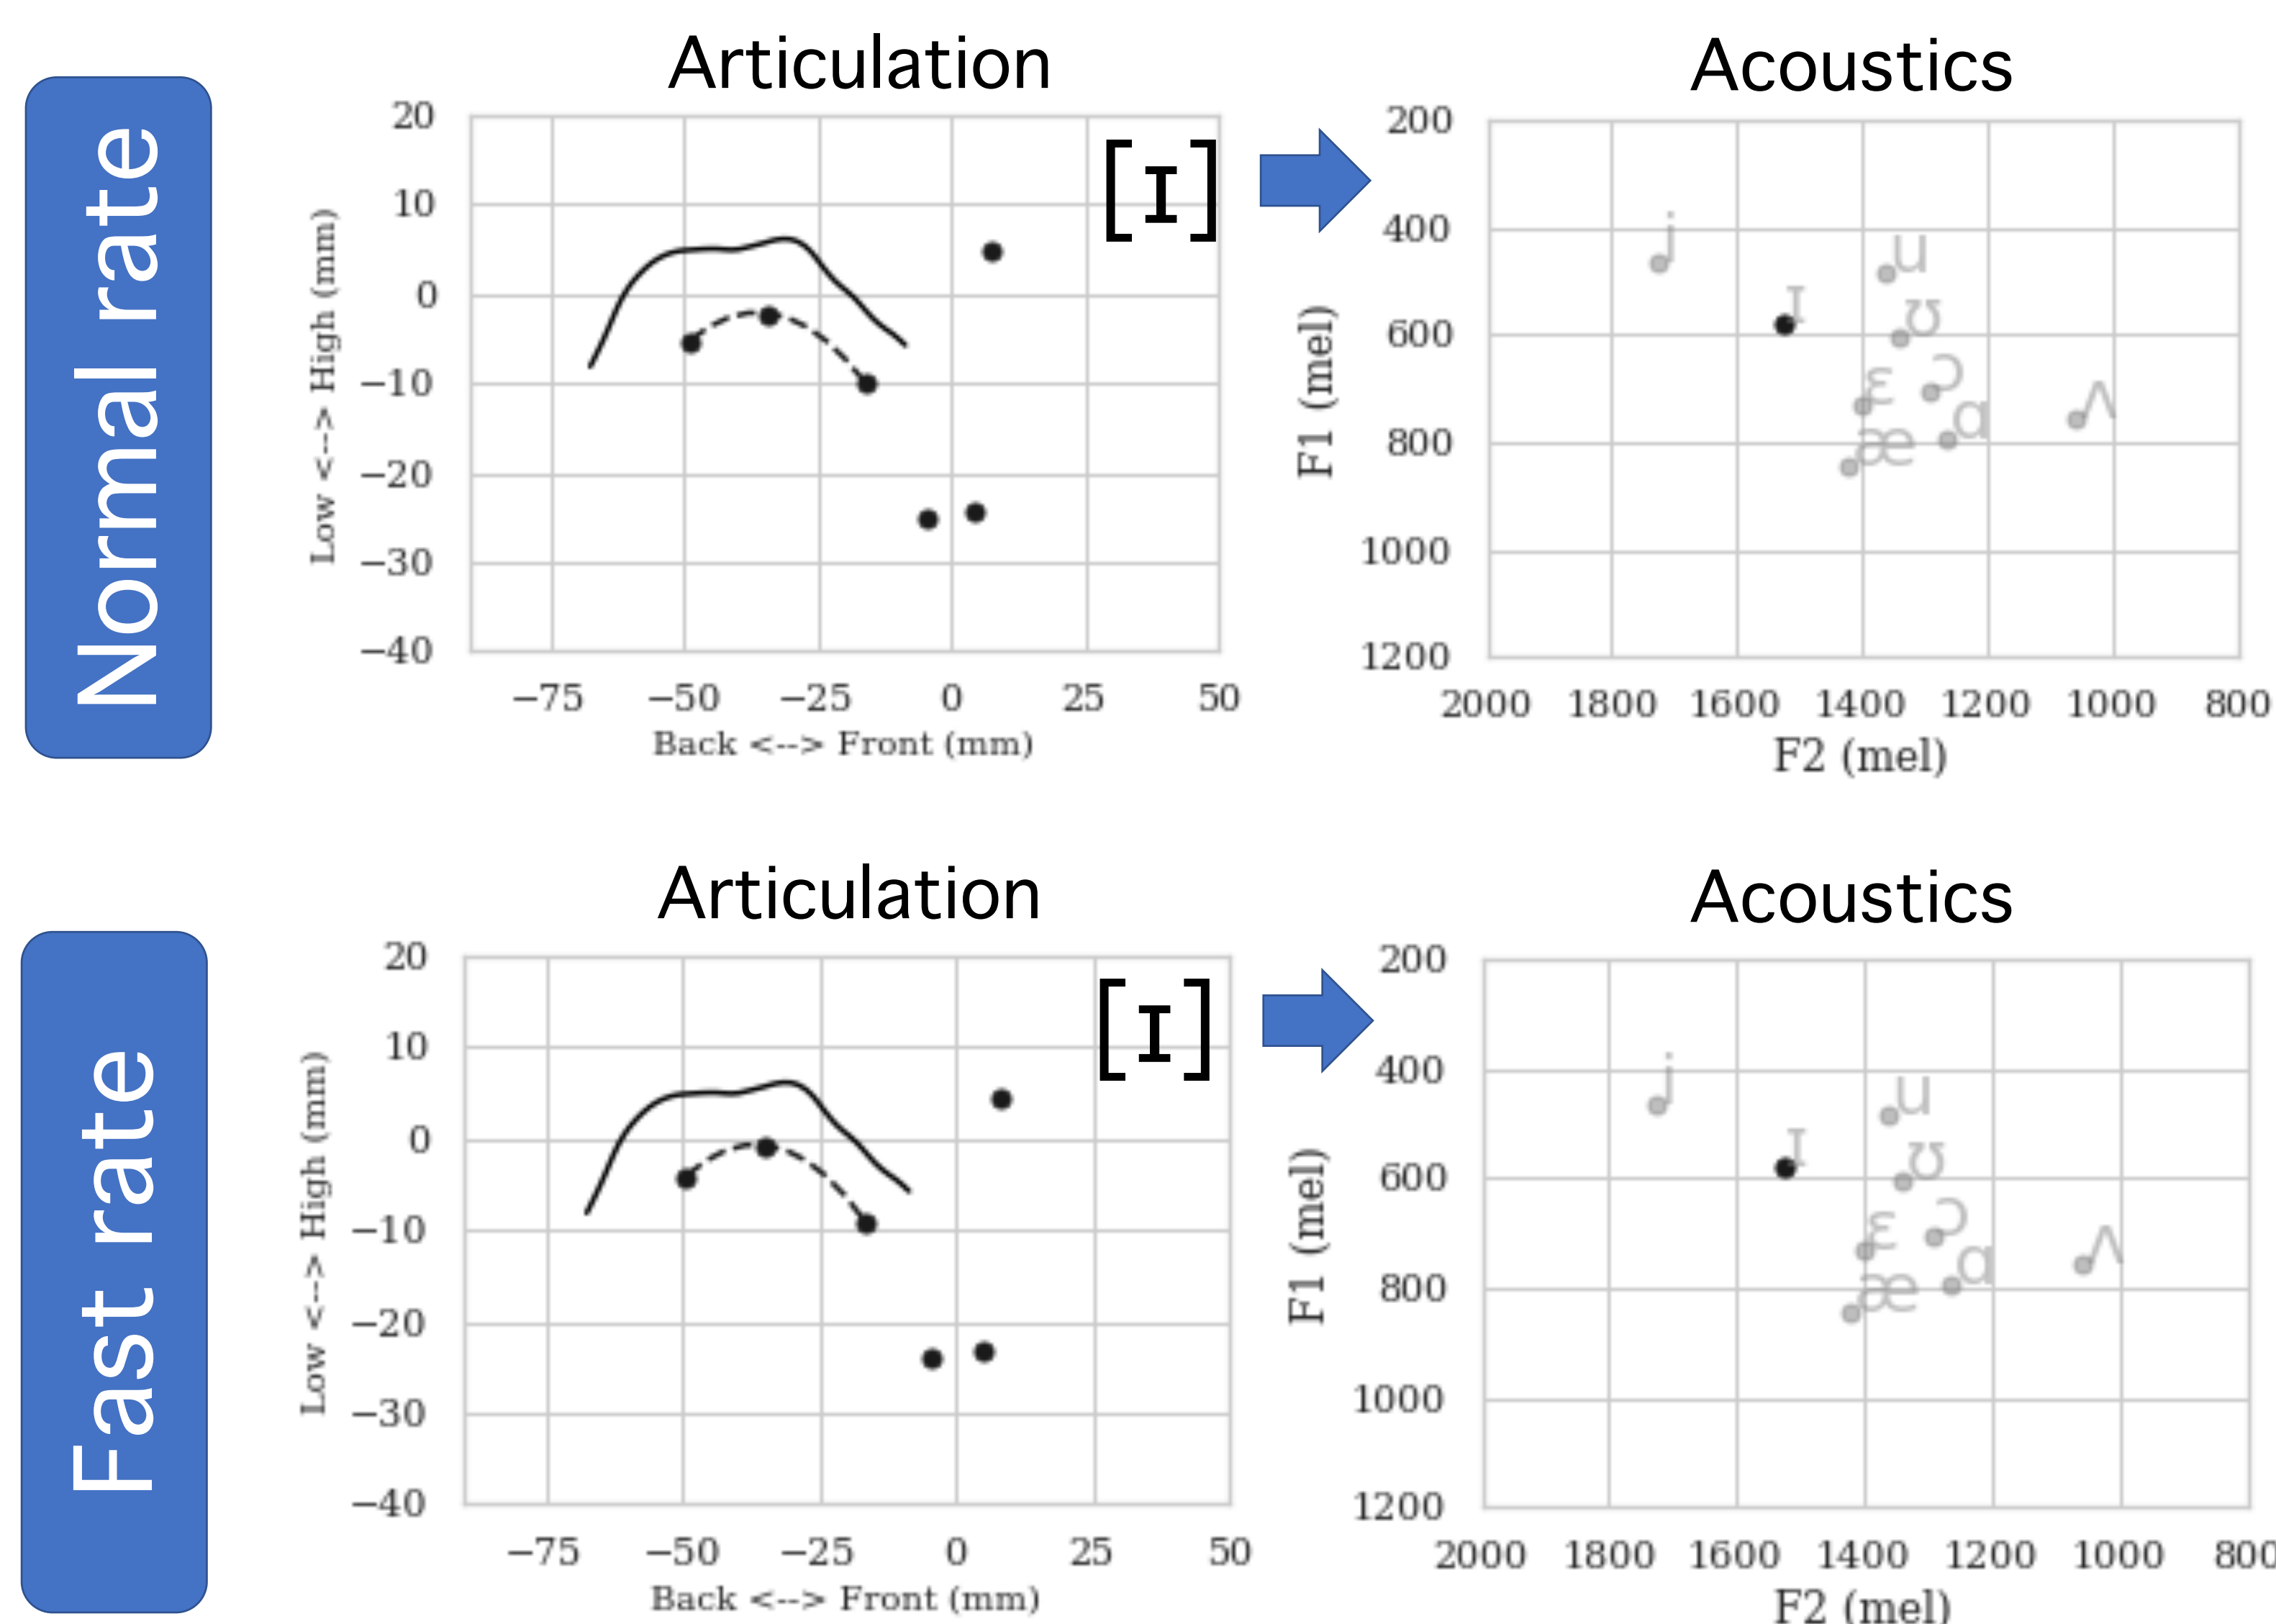 Normal rate
Articulation
20
10
0
−10
−20
−30
−40
Low <--> High (mm)
−75 −50 −25 0 25 50
Back <--> Front (mm)
[ɪ]
Acoustics
200
400
600
800
1000
1200
F1 (mel)
i
u
ɪ
ʊ
ɛ
ɔ
ʌ
ɑ
æ
2000 1800 1600 1400 1200 1000 800
F2 (mel)
Fast rate
Articulation
20
10
0
−10
−20
−30
−40
Low <--> High (mm)
−75 −50 −25 0 25 50
Back <--> Front (mm)
[ɪ]
Acoustics
200
400
600
800
1000
1200
F1 (mel)
i
u
ɪ
ʊ
ɛ
ɔ
ʌ
ɑ
æ
2000 1800 1600 1400 1200 1000 800
F2 (mel)